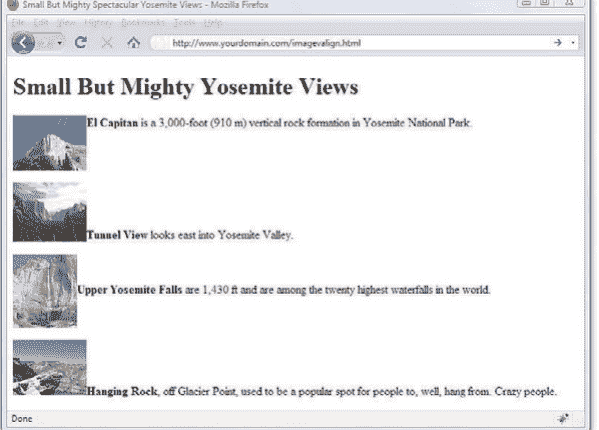 Small But Mighty Spectacular Yosemite Views - Mozilla Firefox
File Edit View History Bookmarks Tools Help
http://www.yourdomain.com/imagevalign.html
Small But Mighty Yosemite Views
El Capitan is a 3,000-foot (910 m) vertical rock formation in Yosemite National Park.
Tunnel View looks east into Yosemite Valley.
Upper Yosemite Falls are 1,430 ft and are among the twenty highest waterfalls in the world.
Hanging Rock, off Glacier Point, used to be a popular spot for people to, well, hang from. Crazy people.
Done